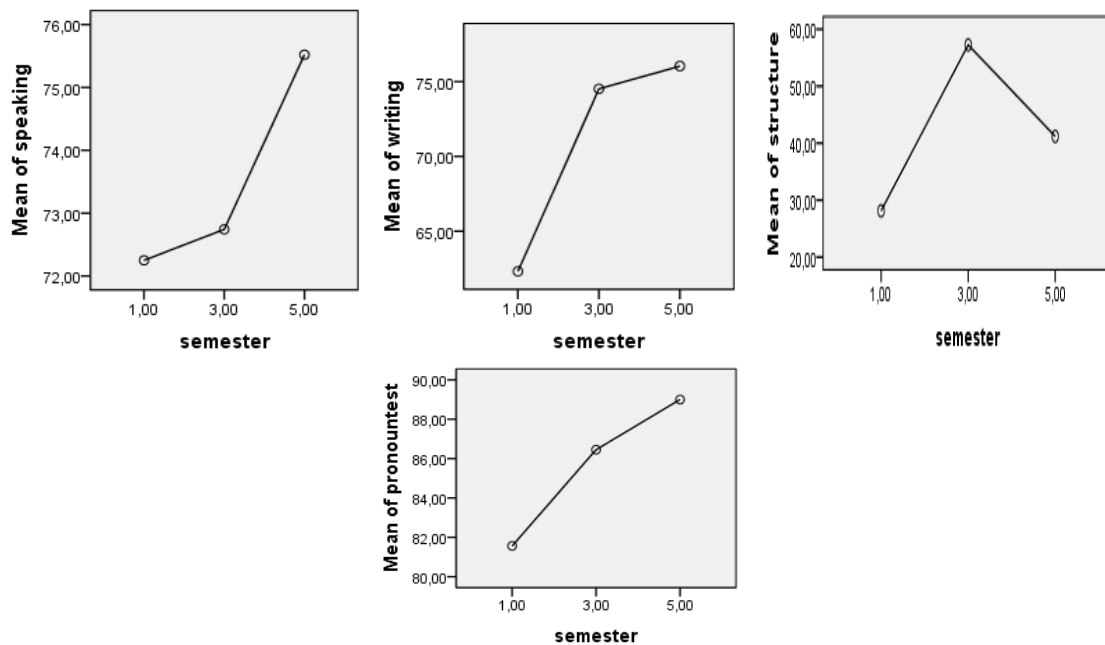 Mean of speaking
76,00
75,00
74,00
73,00
72,00
1,00 3,00 5,00
semester
Mean of writing
75,00
70,00
65,00
1,00 3,00 5,00
semester
Mean of structure
60,00
50,00
40,00
30,00
20,00
1,00 3,00 5,00
semester
Mean of pronountest
90,00
88,00
86,00
84,00
82,00
80,00
1,00 3,00 5,00
semester